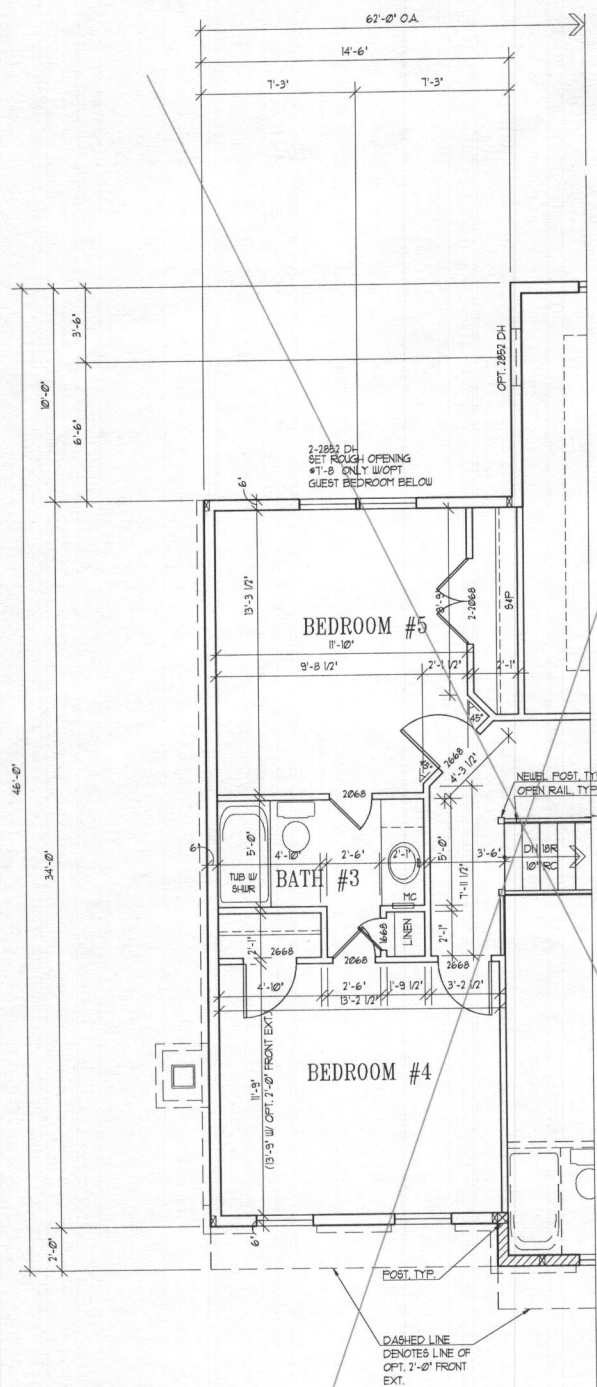 62'-0" O.A.
14'-6"
7'-3"
7'-3"
3'-6"
10'-0"
6'-6"
OPT. 2852 DH
2-2852 DH
SET ROUGH OPENING
@7'-8 ONLY W/OPT
GUEST BEDROOM BELOW
6"
13'-3 1/2"
2-2068
S4P
BEDROOM #5
11'-10"
9'-8 1/2"
2'-1 1/2"
2'-1"
45°
2668
45°
4'-3 1/2"
46'-0"
34'-0"
NEWEL POST, TYP
OPEN RAIL, TYP
2068
6"
5'-0"
4'-10"
2'-6"
2'-1"
5'-0"
7'-11 1/2"
3'-6"
DN 18R
10" RC
TUB W/
SHWR
BATH #3
MC
2'-1"
2668
2068
1668
LINEN
2'-1"
2668
4'-10"
2'-6"
1'-9 1/2"
3'-2 1/2"
13'-2 1/2"
BEDROOM #4
11'-9"
(13'-9" W/ OPT. 2'-0" FRONT EXT.)
6"
2'-0"
POST, TYP.
DASHED LINE
DENOTES LINE OF
OPT. 2'-0" FRONT
EXT.